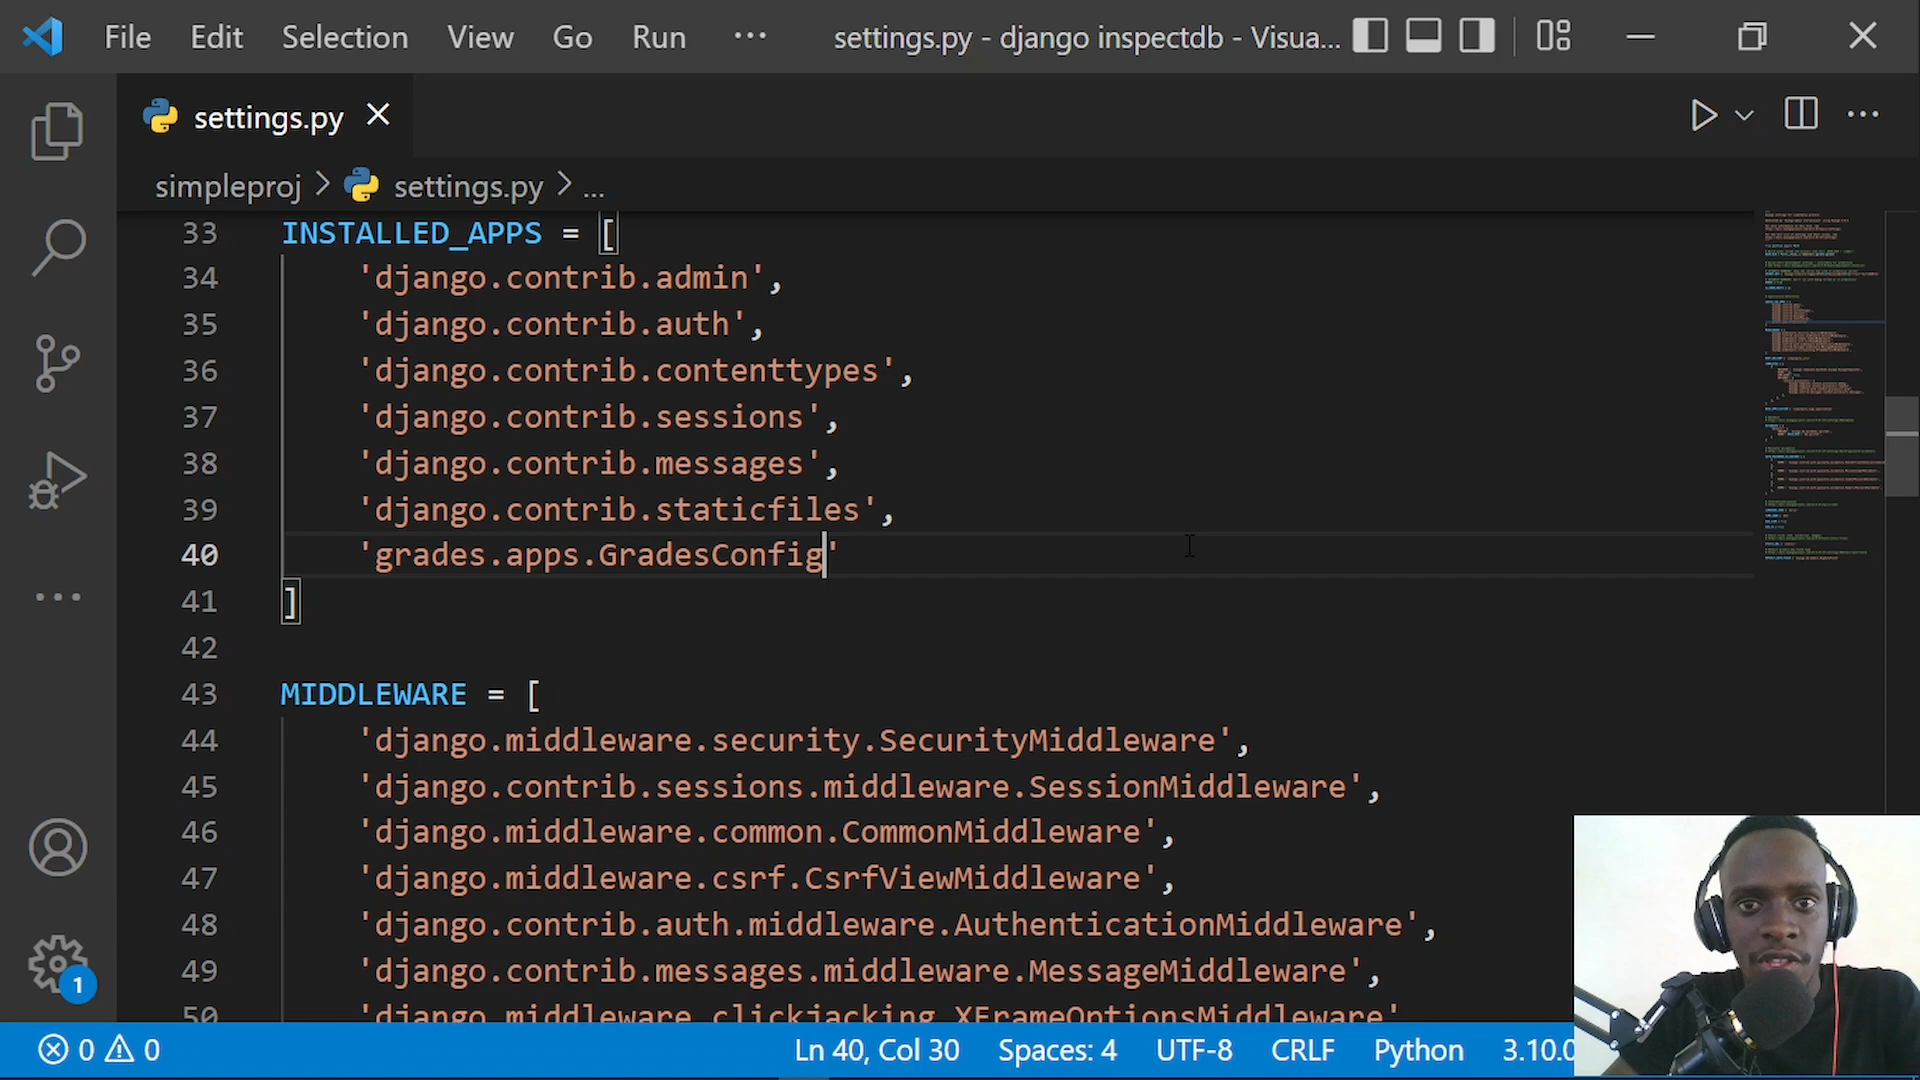 File Edit Selection View Go Run ··· settings.py - django inspectdb - Visua...
settings.py
simpleproj > settings.py > ...
33 INSTALLED_APPS = [
34 'django.contrib.admin',
35 'django.contrib.auth',
36 'django.contrib.contenttypes',
37 'django.contrib.sessions',
38 'django.contrib.messages',
39 'django.contrib.staticfiles',
40 'grades.apps.GradesConfig'
41 ]
42
43 MIDDLEWARE = [
44 'django.middleware.security.SecurityMiddleware',
45 'django.contrib.sessions.middleware.SessionMiddleware',
46 'django.middleware.common.CommonMiddleware',
47 'django.middleware.csrf.CsrfViewMiddleware',
48 'django.contrib.auth.middleware.AuthenticationMiddleware',
49 'django.contrib.messages.middleware.MessageMiddleware',
50 'django.middleware.clickjacking.XFrameOptionsMiddleware'
1
0 0 Ln 40, Col 30 Spaces: 4 UTF-8 CRLF Python 3.10.0